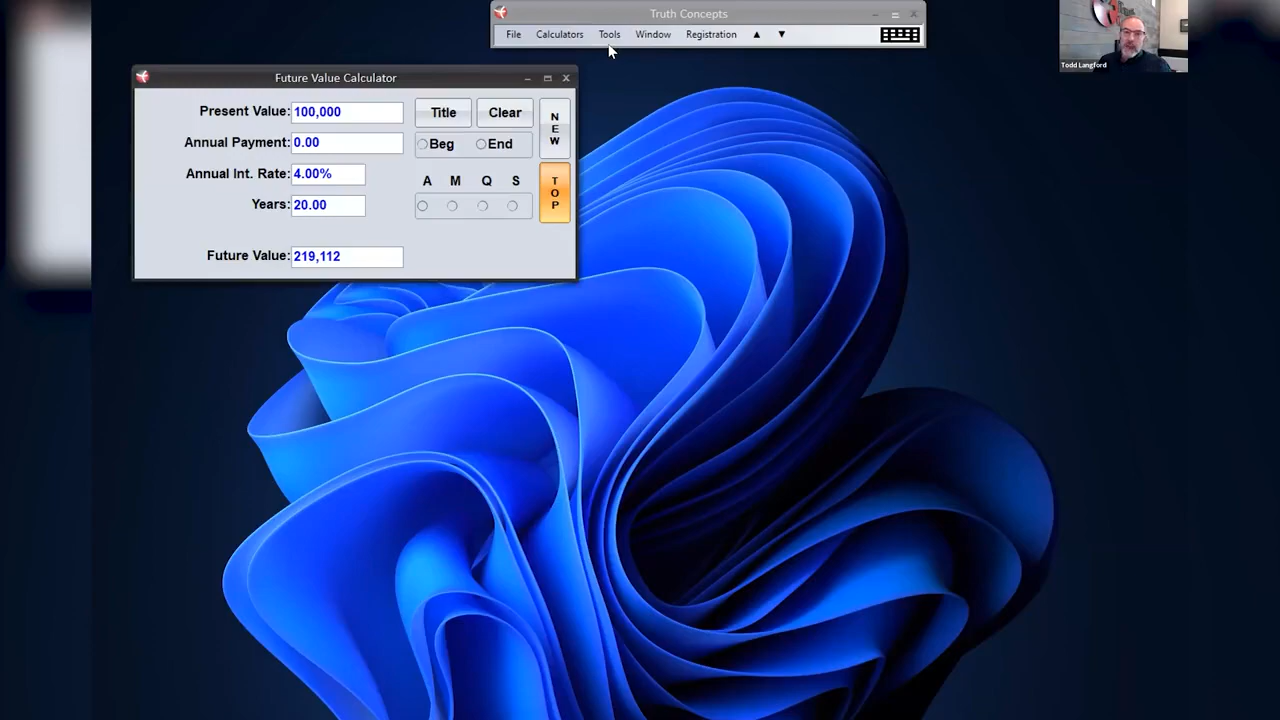 Truth Concepts
File Calculators Tools Window Registration ▲ ▼
Todd Langford
Future Value Calculator
Present Value: 100,000
Annual Payment: 0.00
Annual Int. Rate: 4.00%
Years: 20.00
Future Value: 219,112
Title Clear
Beg End
A M Q S
NEW
TOP